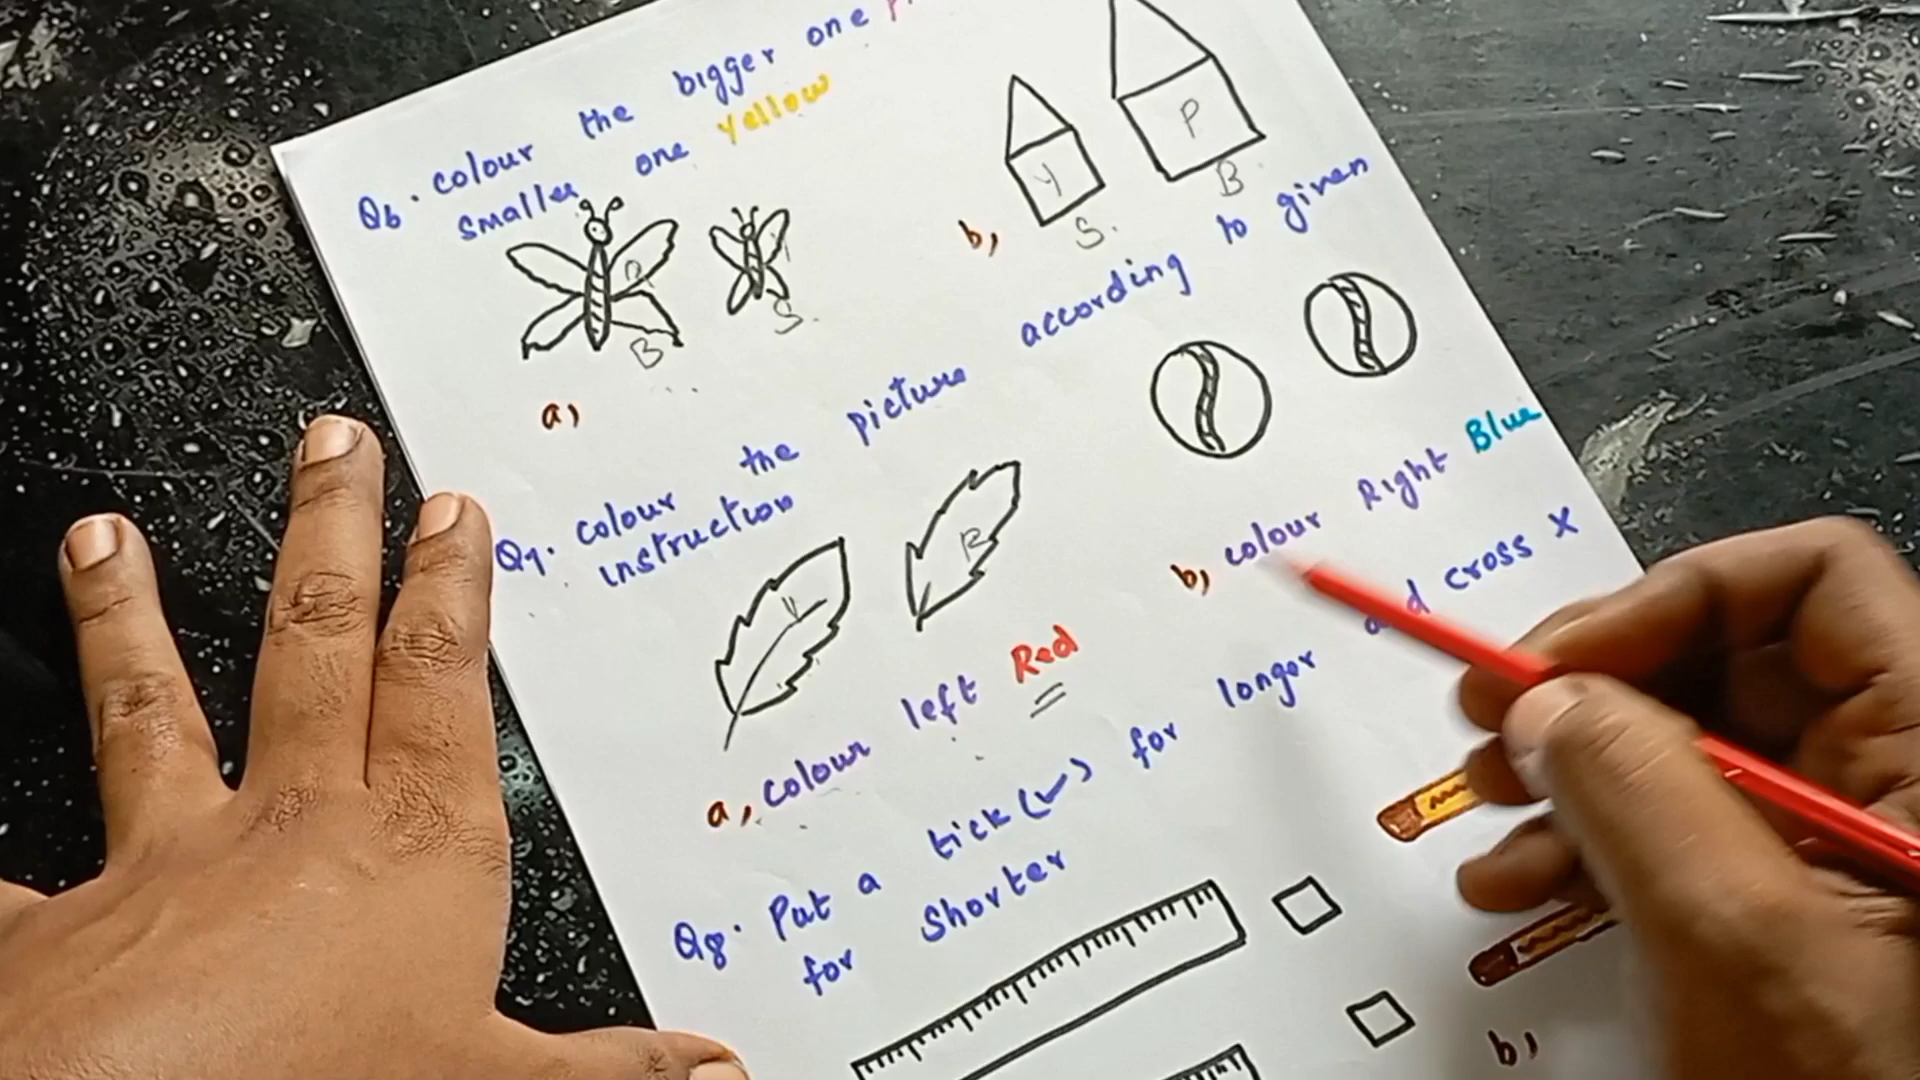 Q6. colour the bigger one
smaller one yellow
B
S.
Y
S.
P
B
a,
b,
Q7. colour the picture according to given
instruction
B
a, colour left Red
b, colour Right Blue
Q8. Put a tick (✓) for longer and cross X
for shorter
b,